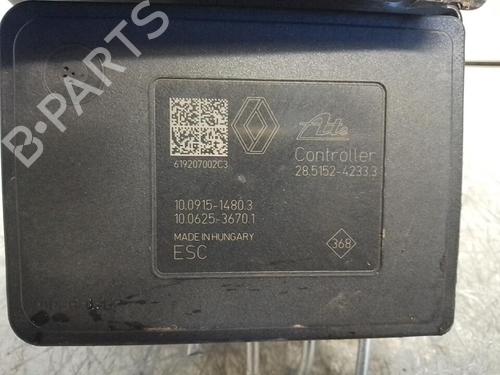 B-PARTS
619207002C3
Ate
Controller
28.5152-4233.3
10.0915-1480.3
10.0625-3670.1
MADE IN HUNGARY
ESC
368